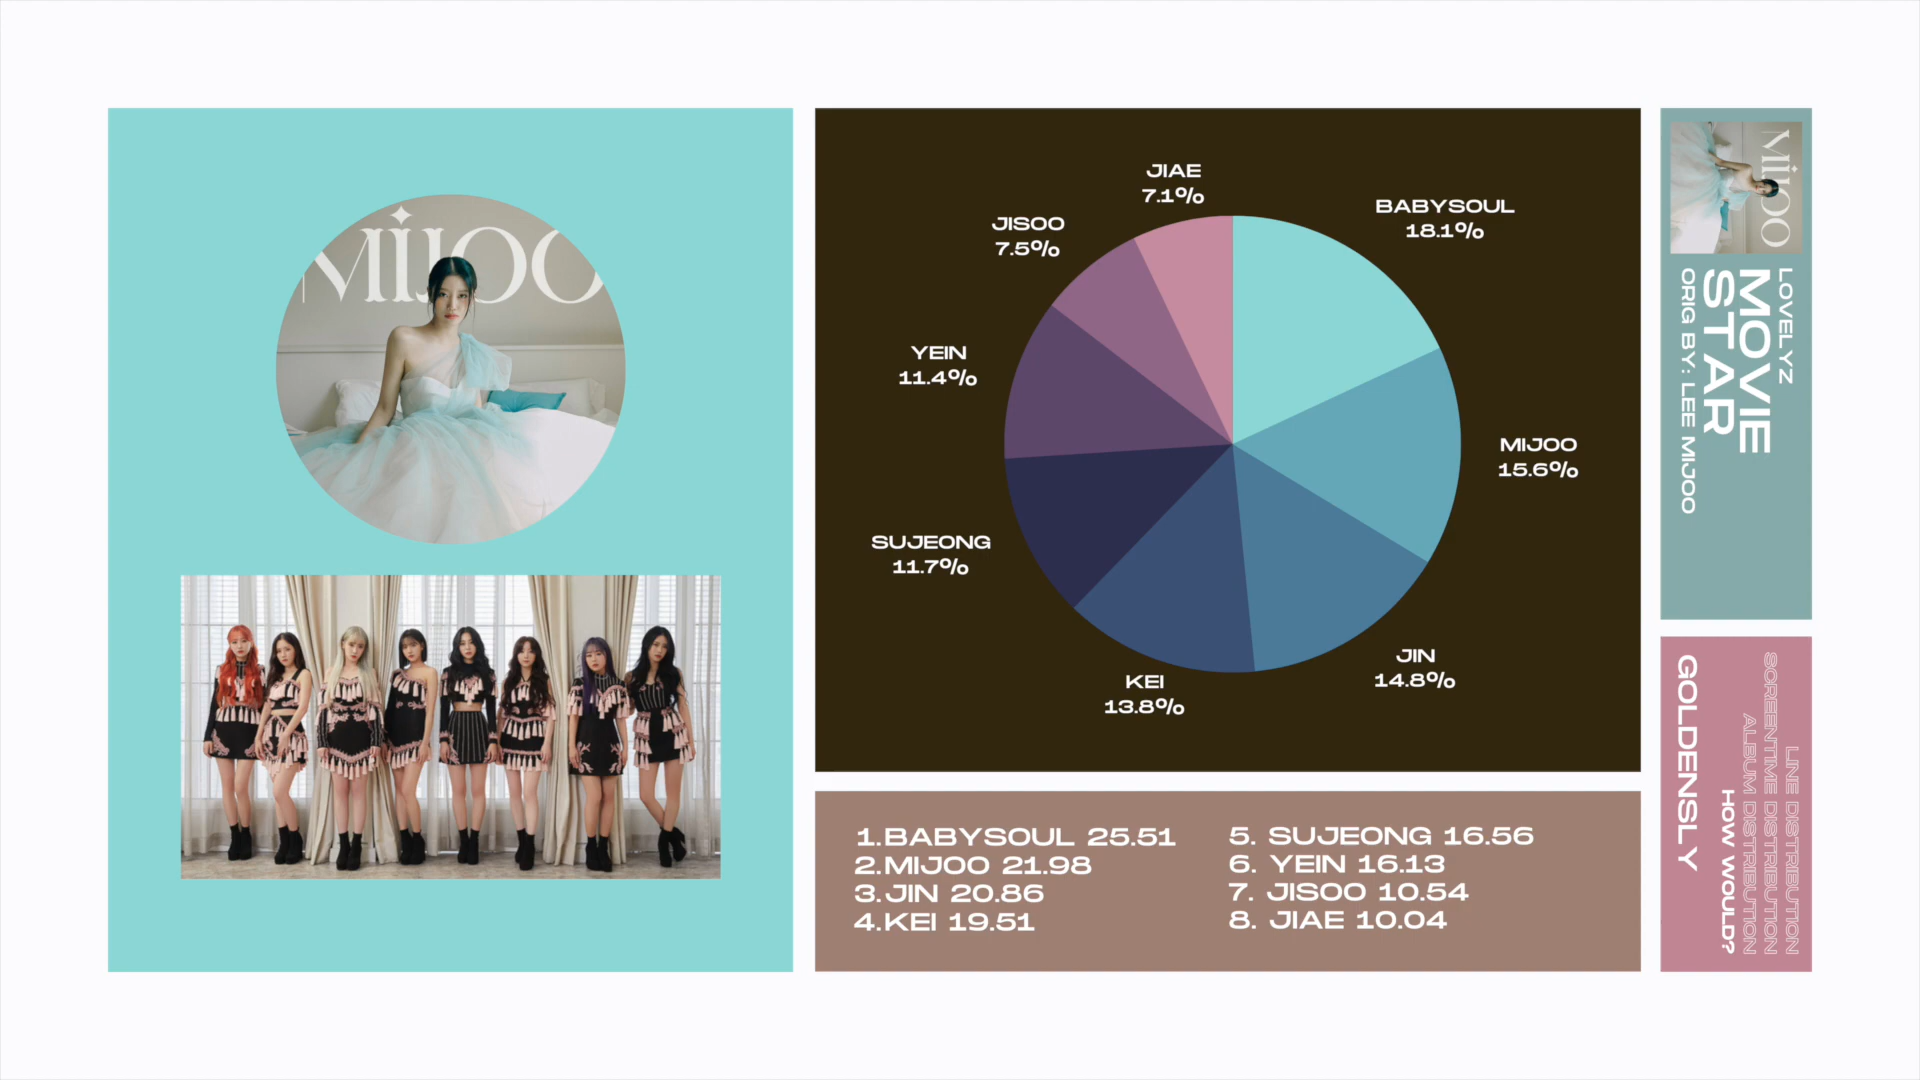 MIJOO
JIAE
7.1%
BABYSOUL
18.1%
JISOO
7.5%
YEIN
11.4%
MIJOO
15.6%
SUJEONG
11.7%
JIN
14.8%
KEI
13.8%
1.BABYSOUL 25.51
2.MIJOO 21.98
3.JIN 20.86
4.KEI 19.51
5. SUJEONG 16.56
6. YEIN 16.13
7. JISOO 10.54
8. JIAE 10.04
MIJOO
LOVELYZ
MOVIE
STAR
ORIG BY: LEE MIJOO
LINE DISTRIBUTION
SCREENTIME DISTRIBUTION
ALBUM DISTRIBUTION
HOW WOULD?
GOLDENSLY